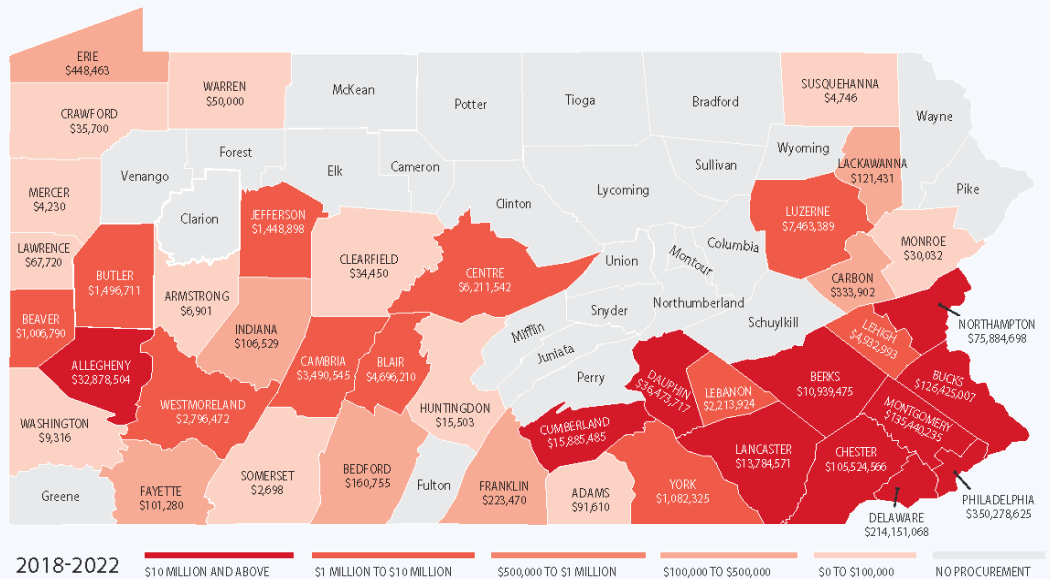 ERIE
$448,463
WARREN
$50,000
McKean
Potter
Tioga
Bradford
SUSQUEHANNA
$4,746
Wayne
CRAWFORD
$35,700
Venango
Forest
Elk
Cameron
Clinton
Lycoming
Sullivan
Wyoming
LACKAWANNA
$121,431
Pike
MERCER
$4,230
Clarion
JEFFERSON
$1,448,898
LUZERNE
$7,463,389
LAWRENCE
$67,720
BUTLER
$1,496,711
ARMSTRONG
$6,901
CLEARFIELD
$34,450
CENTRE
$6,211,542
Union
Montour
Columbia
MONROE
$30,032
CARBON
$333,902
BEAVER
$1,006,790
INDIANA
$106,529
Snyder
Northumberland
Schuylkill
Mifflin
Juniata
Perry
NORTHAMPTON
$75,884,698
LEHIGH
$4,932,993
ALLEGHENY
$32,878,504
CAMBRIA
$3,490,545
BLAIR
$4,696,210
DAUPHIN
$36,473,717
LEBANON
$2,213,924
BERKS
$10,939,475
BUCKS
$126,425,007
WESTMORELAND
$2,796,472
HUNTINGDON
$15,503
MONTGOMERY
$135,440,235
WASHINGTON
$9,316
CUMBERLAND
$15,885,485
LANCASTER
$13,784,571
CHESTER
$105,524,566
Greene
FAYETTE
$101,280
SOMERSET
$2,698
BEDFORD
$160,755
Fulton
FRANKLIN
$223,470
ADAMS
$91,610
YORK
$1,082,325
PHILADELPHIA
$350,278,625
DELAWARE
$214,151,068
2018-2022
$10 MILLION AND ABOVE
$1 MILLION TO $10 MILLION
$500,000 TO $1 MILLION
$100,000 TO $500,000
$0 TO $100,000
NO PROCUREMENT